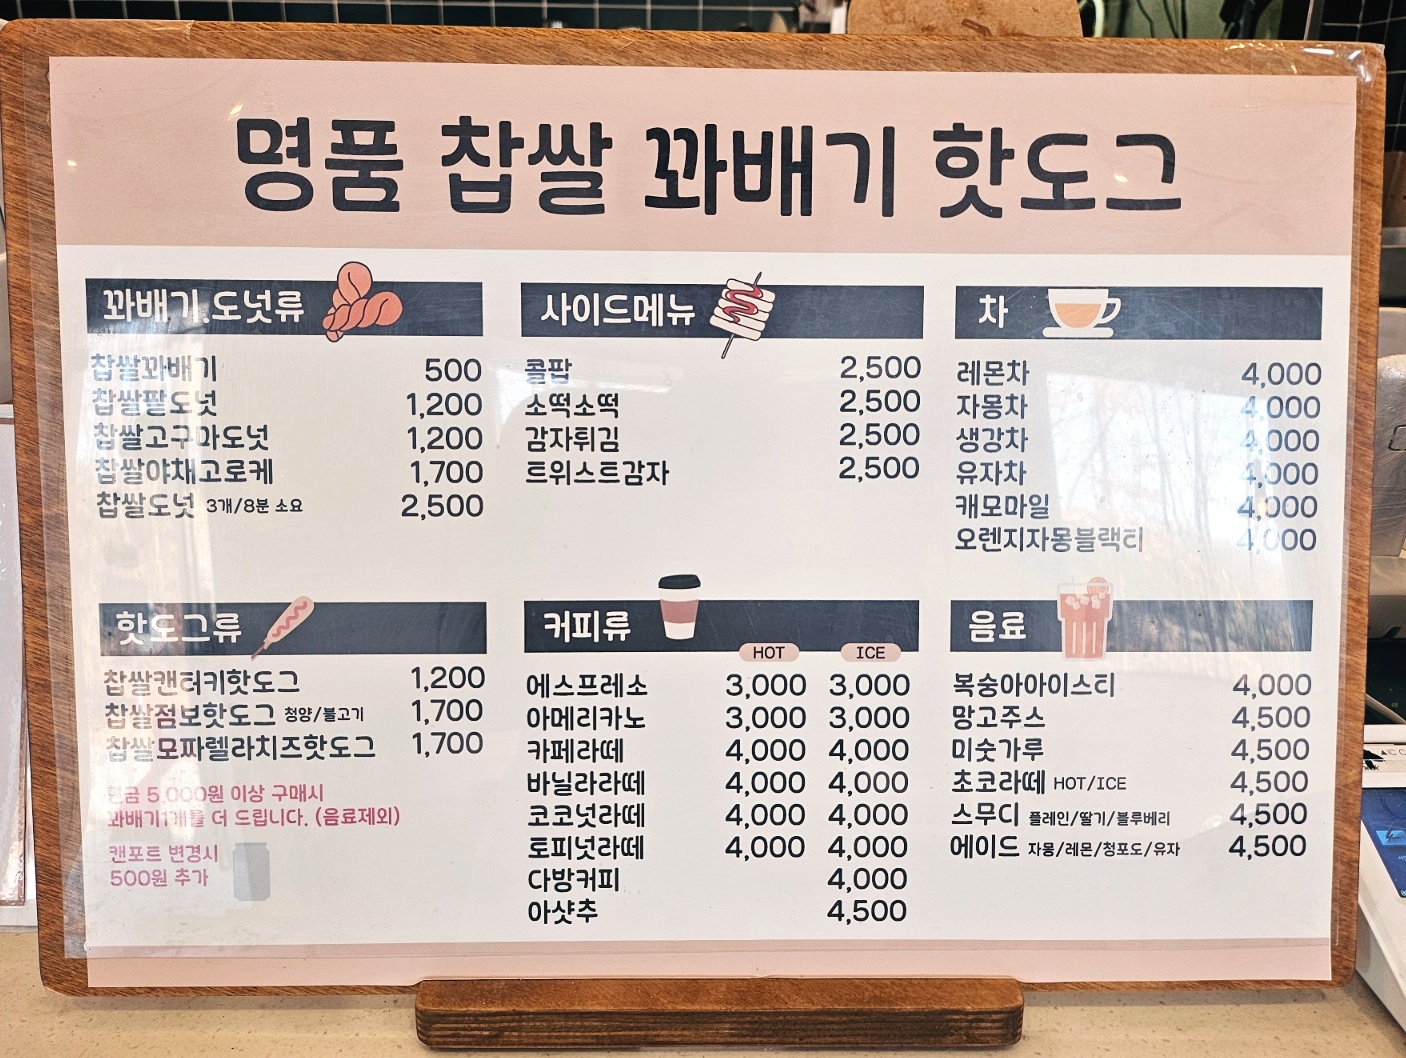 명품 찹쌀 꽈배기 핫도그
꽈배기.도넛류
찹쌀꽈배기 500
찹쌀팥도넛 1,200
찹쌀고구마도넛 1,200
찹쌀야채고로케 1,700
찹쌀도넛 3개/8분 소요 2,500
사이드메뉴
콜팝 2,500
소떡소떡 2,500
감자튀김 2,500
트위스트감자 2,500
차
레몬차 4,000
자몽차 4,000
생강차 4,000
유자차 4,000
캐모마일 4,000
오렌지자몽블랙티 4,000
핫도그류
찹쌀캔터키핫도그 1,200
찹쌀점보핫도그 청양/불고기 1,700
찹쌀모짜렐라치즈핫도그 1,700
현금 5,000원 이상 구매시
꽈배기1개를 더 드립니다. (음료제외)
캔포트 변경시
500원 추가
커피류
HOT ICE
에스프레소 3,000 3,000
아메리카노 3,000 3,000
카페라떼 4,000 4,000
바닐라라떼 4,000 4,000
코코넛라떼 4,000 4,000
토피넛라떼 4,000 4,000
다방커피 4,000
아샷추 4,500
음료
복숭아아이스티 4,000
망고주스 4,500
미숫가루 4,500
초코라떼 HOT/ICE 4,500
스무디 플레인/딸기/블루베리 4,500
에이드 자몽/레몬/청포도/유자 4,500